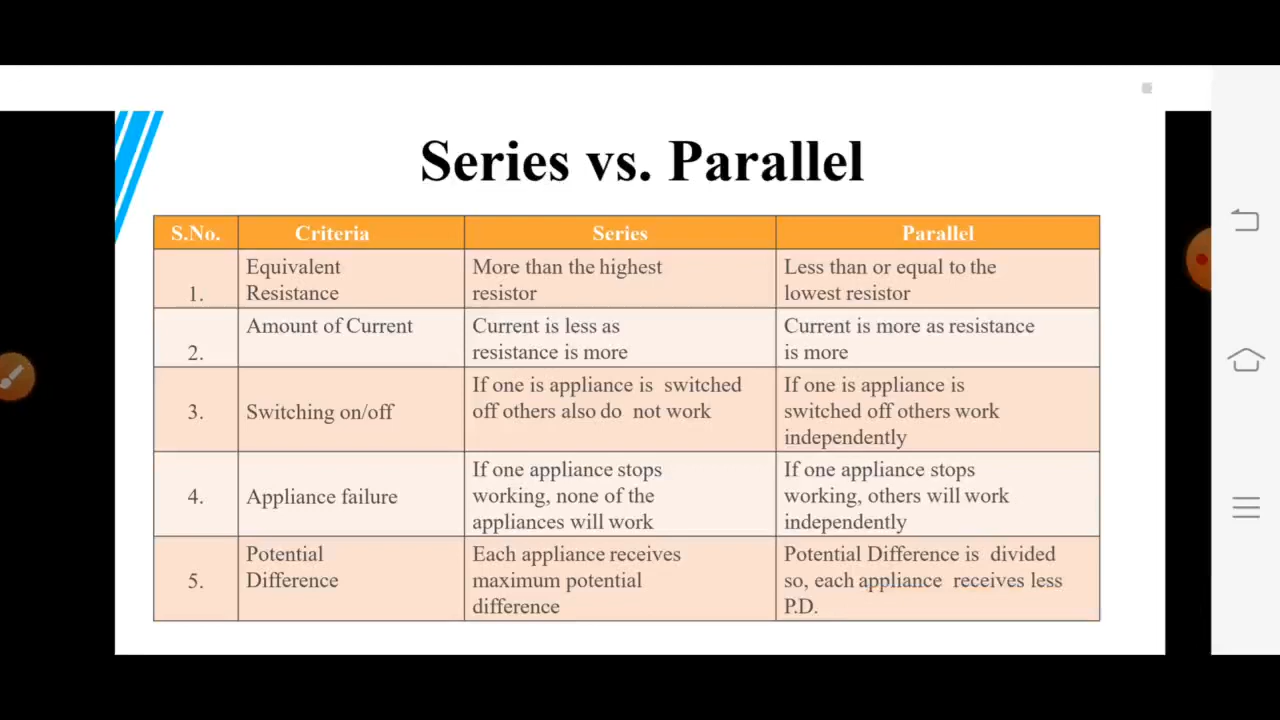 Series vs. Parallel
S.No. Criteria Series Parallel
1. Equivalent
Resistance
More than the highest
resistor
Less than or equal to the
lowest resistor
2. Amount of Current
Current is less as
resistance is more
Current is more as resistance
is more
3. Switching on/off
If one is appliance is switched
off others also do not work
If one is appliance is
switched off others work
independently
4. Appliance failure
If one appliance stops
working, none of the
appliances will work
If one appliance stops
working, others will work
independently
5. Potential
Difference
Each appliance receives
maximum potential
difference
Potential Difference is divided
so, each appliance receives less
P.D.